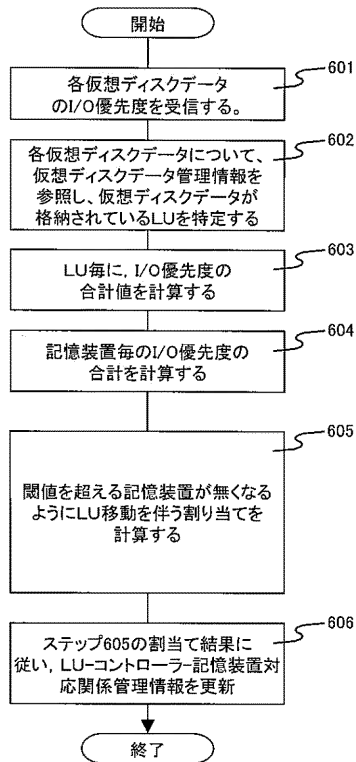 開始
601
各仮想ディスクデータ
のI/O優先度を受信する。
602
各仮想ディスクデータについて、
仮想ディスクデータ管理情報を
参照し、仮想ディスクデータが
格納されているLUを特定する
603
LU毎に，I/O優先度の
合計値を計算する
604
記憶装置毎のI/O優先度の
合計を計算する
605
閾値を超える記憶装置が無くなる
ようにLU移動を伴う割り当てを
計算する
606
ステップ605の割当て結果に
従い，LU-コントローラ-記憶装置対
応関係管理情報を更新
終了